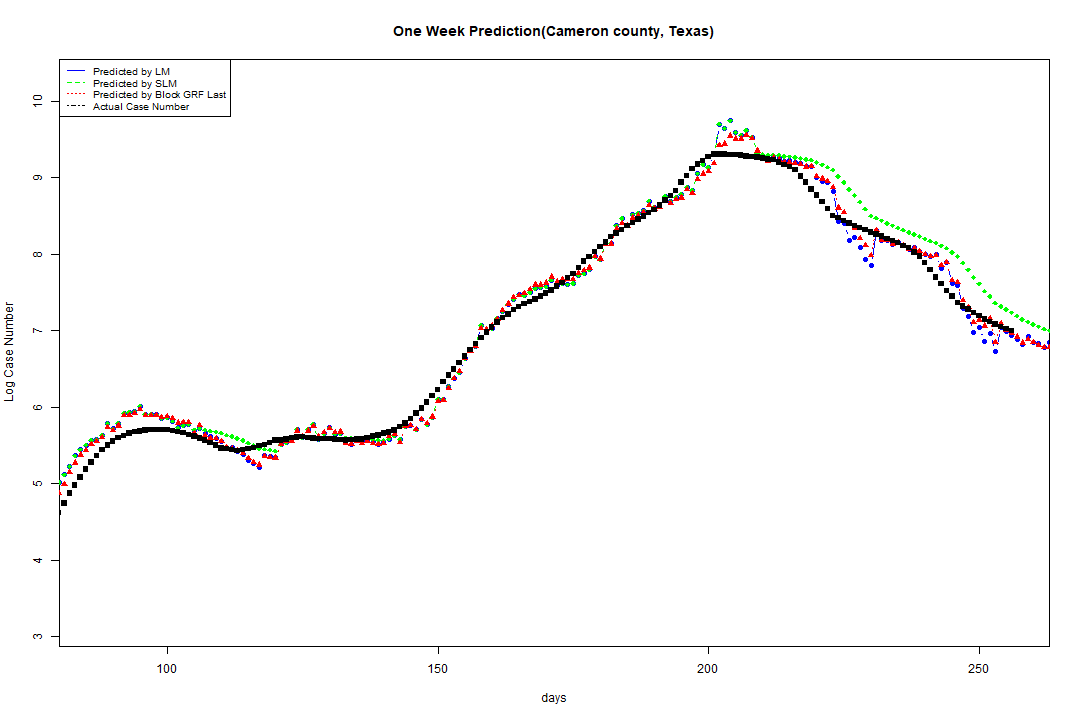 One Week Prediction(Cameron county, Texas)
Predicted by LM
Predicted by SLM
Predicted by Block GRF Last
Actual Case Number
10
9
8
7
6
5
4
3
Log Case Number
100 150 200 250
days